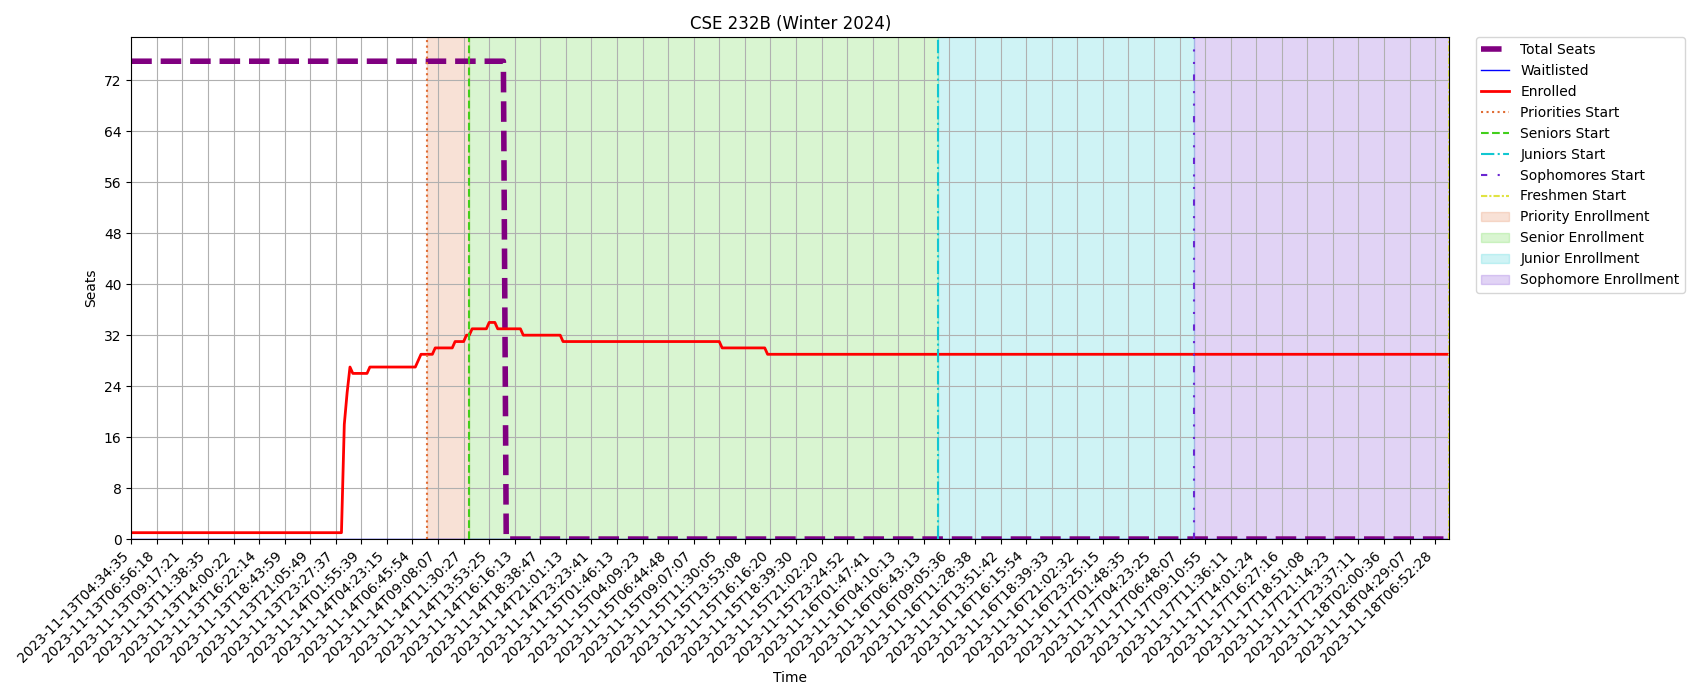 CSE 232B (Winter 2024)
Seats
72
64
56
48
40
32
24
16
8
0
2023-11-13T04:34:35
2023-11-13T06:56:18
2023-11-13T09:17:21
2023-11-13T11:38:35
2023-11-13T14:00:22
2023-11-13T16:22:14
2023-11-13T18:43:59
2023-11-13T21:05:49
2023-11-13T23:27:37
2023-11-14T01:55:39
2023-11-14T04:23:15
2023-11-14T06:45:54
2023-11-14T09:08:07
2023-11-14T11:30:27
2023-11-14T13:53:25
2023-11-14T16:16:13
2023-11-14T18:38:47
2023-11-14T21:01:13
2023-11-14T23:23:41
2023-11-15T01:46:13
2023-11-15T04:09:23
2023-11-15T06:44:48
2023-11-15T09:07:07
2023-11-15T11:30:05
2023-11-15T13:53:08
2023-11-15T16:16:20
2023-11-15T18:39:30
2023-11-15T21:02:20
2023-11-15T23:24:52
2023-11-16T01:47:41
2023-11-16T04:10:13
2023-11-16T06:43:13
2023-11-16T09:05:36
2023-11-16T11:28:38
2023-11-16T13:51:42
2023-11-16T16:15:54
2023-11-16T18:39:33
2023-11-16T21:02:32
2023-11-16T23:25:15
2023-11-17T01:48:35
2023-11-17T04:23:25
2023-11-17T06:48:07
2023-11-17T09:10:55
2023-11-17T11:36:11
2023-11-17T14:01:24
2023-11-17T16:27:16
2023-11-17T18:51:08
2023-11-17T21:14:23
2023-11-17T23:37:11
2023-11-18T02:00:36
2023-11-18T04:29:07
2023-11-18T06:52:28
Time
Total Seats
Waitlisted
Enrolled
Priorities Start
Seniors Start
Juniors Start
Sophomores Start
Freshmen Start
Priority Enrollment
Senior Enrollment
Junior Enrollment
Sophomore Enrollment